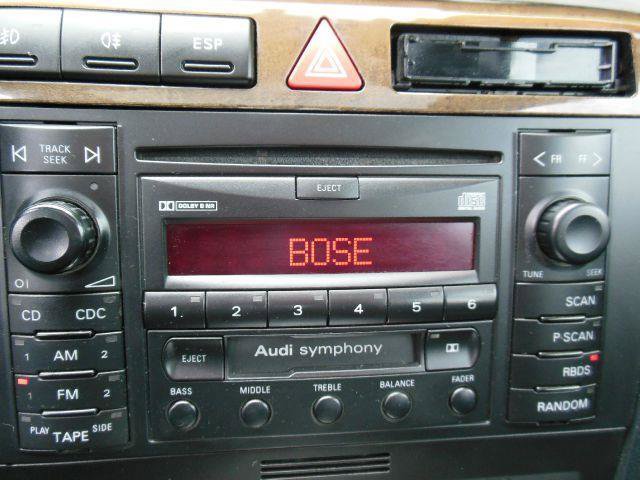 ESP
TRACK
SEEK
EJECT
DOLBY B NR
disc
BOSE
FR FF
TUNE SEEK
1. 2 3 4 5 6
CD CDC
1 AM 2
1 FM 2
PLAY SIDE
TAPE
EJECT
Audi symphony
BASS MIDDLE TREBLE BALANCE FADER
SCAN
P-SCAN
RBDS
RANDOM